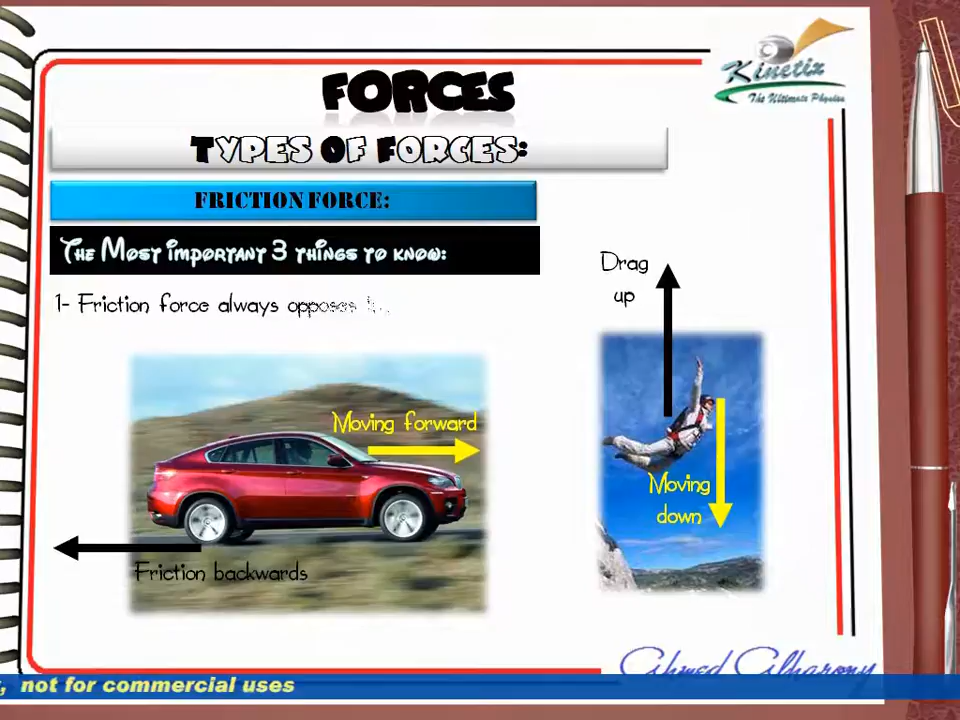 Kinetix
The Ultimate Physics
FORCES
TYPES OF FORCES:
FRICTION FORCE:
The Most important 3 things to know:
1- Friction force always opposes
Drag
up
Moving forward
Moving
down
Friction backwards
Ahmed Alharony
, not for commercial uses